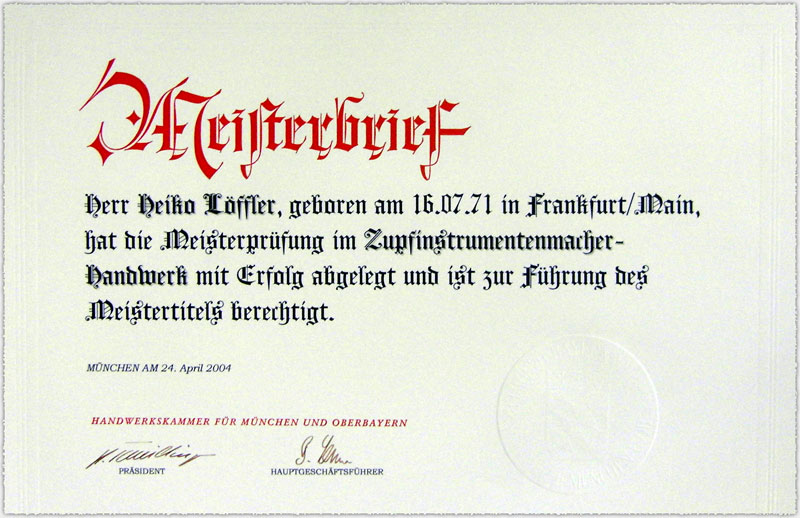 Meisterbrief
Herr Heiko Löffler, geboren am 16.07.71 in Frankfurt/Main,
hat die Meisterprüfung im Zupfinstrumentenmacher-
Handwerk mit Erfolg abgelegt und ist zur Führung des
Meistertitels berechtigt.
MÜNCHEN AM 24. April 2004
HANDWERKSKAMMER FÜR MÜNCHEN UND OBERBAYERN
PRÄSIDENT
HAUPTGESCHÄFTSFÜHRER